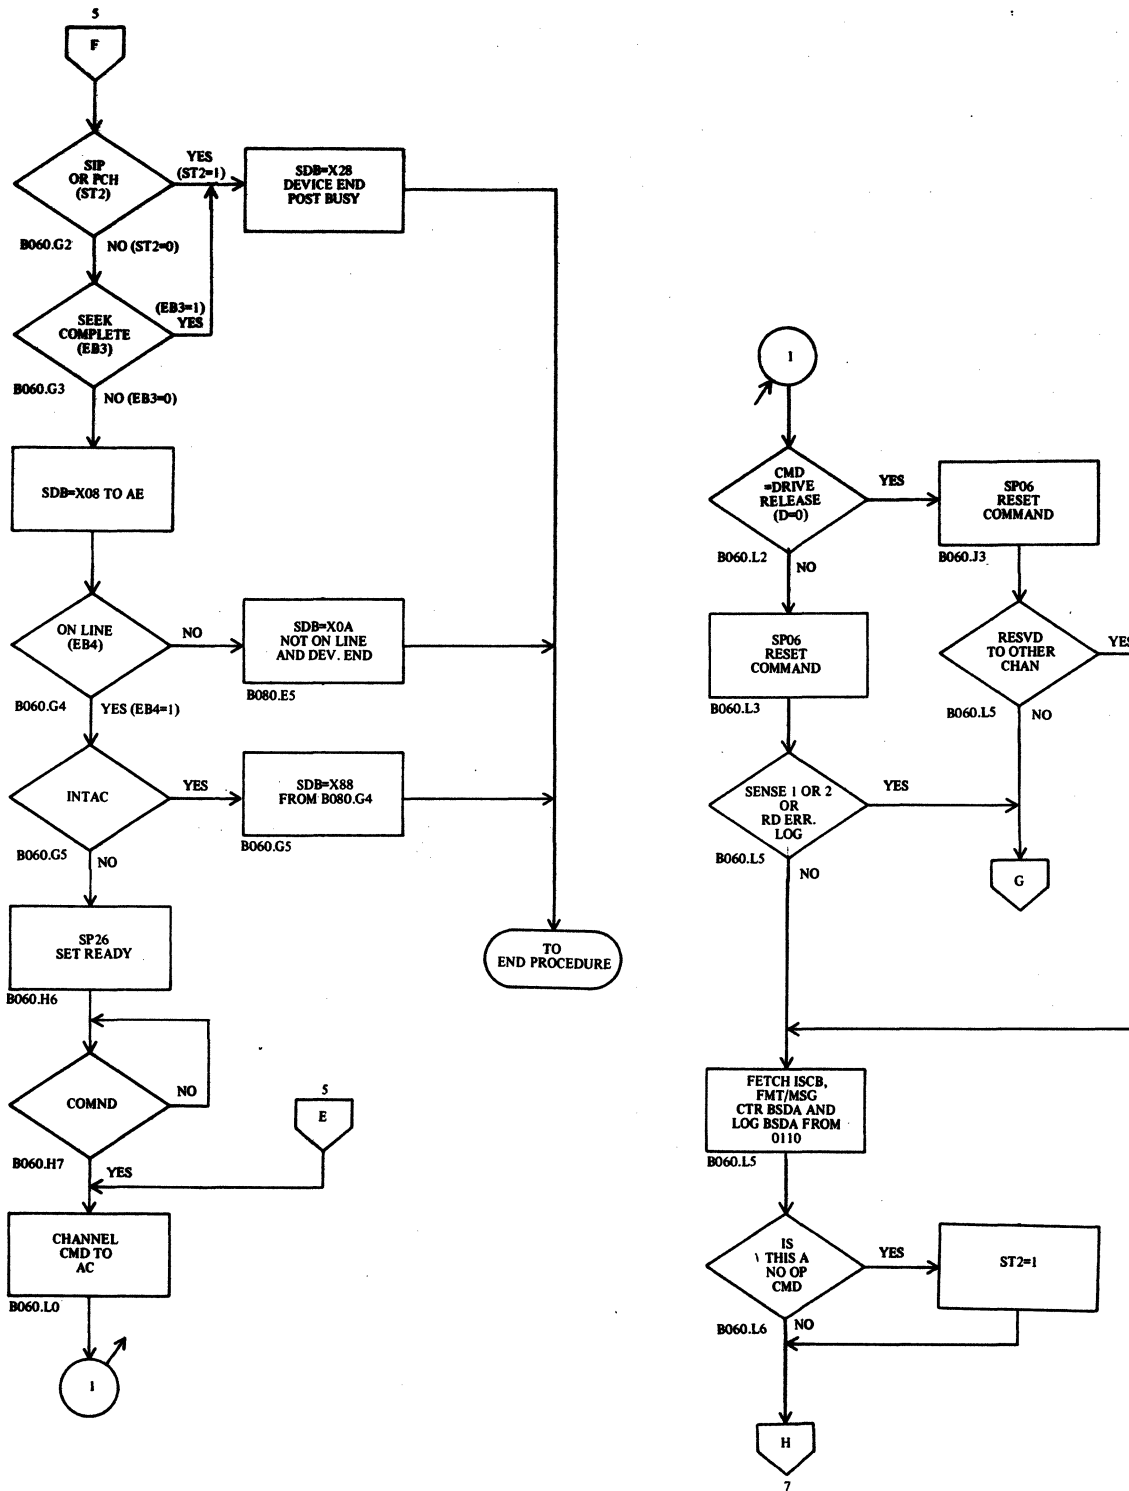 5
F
SIP
OR PCH
(ST2)
YES
(ST2=1)
SDB=X28
DEVICE END
POST BUSY
B060.G2
NO (ST2=0)
SEEK
COMPLETE
(EB3)
(EB3=1)
YES
B060.G3
NO (EB3=0)
SDB=X08 TO AE
ON LINE
(EB4)
NO
SDB=X0A
NOT ON LINE
AND DEV. END
B080.E5
B060.G4
YES (EB4=1)
INTAC
YES
SDB=X88
FROM B080.G4
B060.G5
B060.G5
NO
SP26
SET READY
B060.H6
TO
END PROCEDURE
COMND
NO
B060.H7
YES
5
E
CHANNEL
CMD TO
AC
B060.L0
1
1
CMD
=DRIVE
RELEASE
(D=0)
YES
SP06
RESET
COMMAND
B060.L2
NO
B060.J3
SP06
RESET
COMMAND
B060.L3
RESVD
TO OTHER
CHAN
YES
B060.L5
NO
SENSE 1 OR 2
OR
RD ERR.
LOG
YES
B060.L5
NO
G
FETCH ISCB,
FMT/MSG
CTR BSDA AND
LOG BSDA FROM
0110
B060.L5
IS
THIS A
NO OP
CMD
YES
ST2=1
B060.L6
NO
H
7